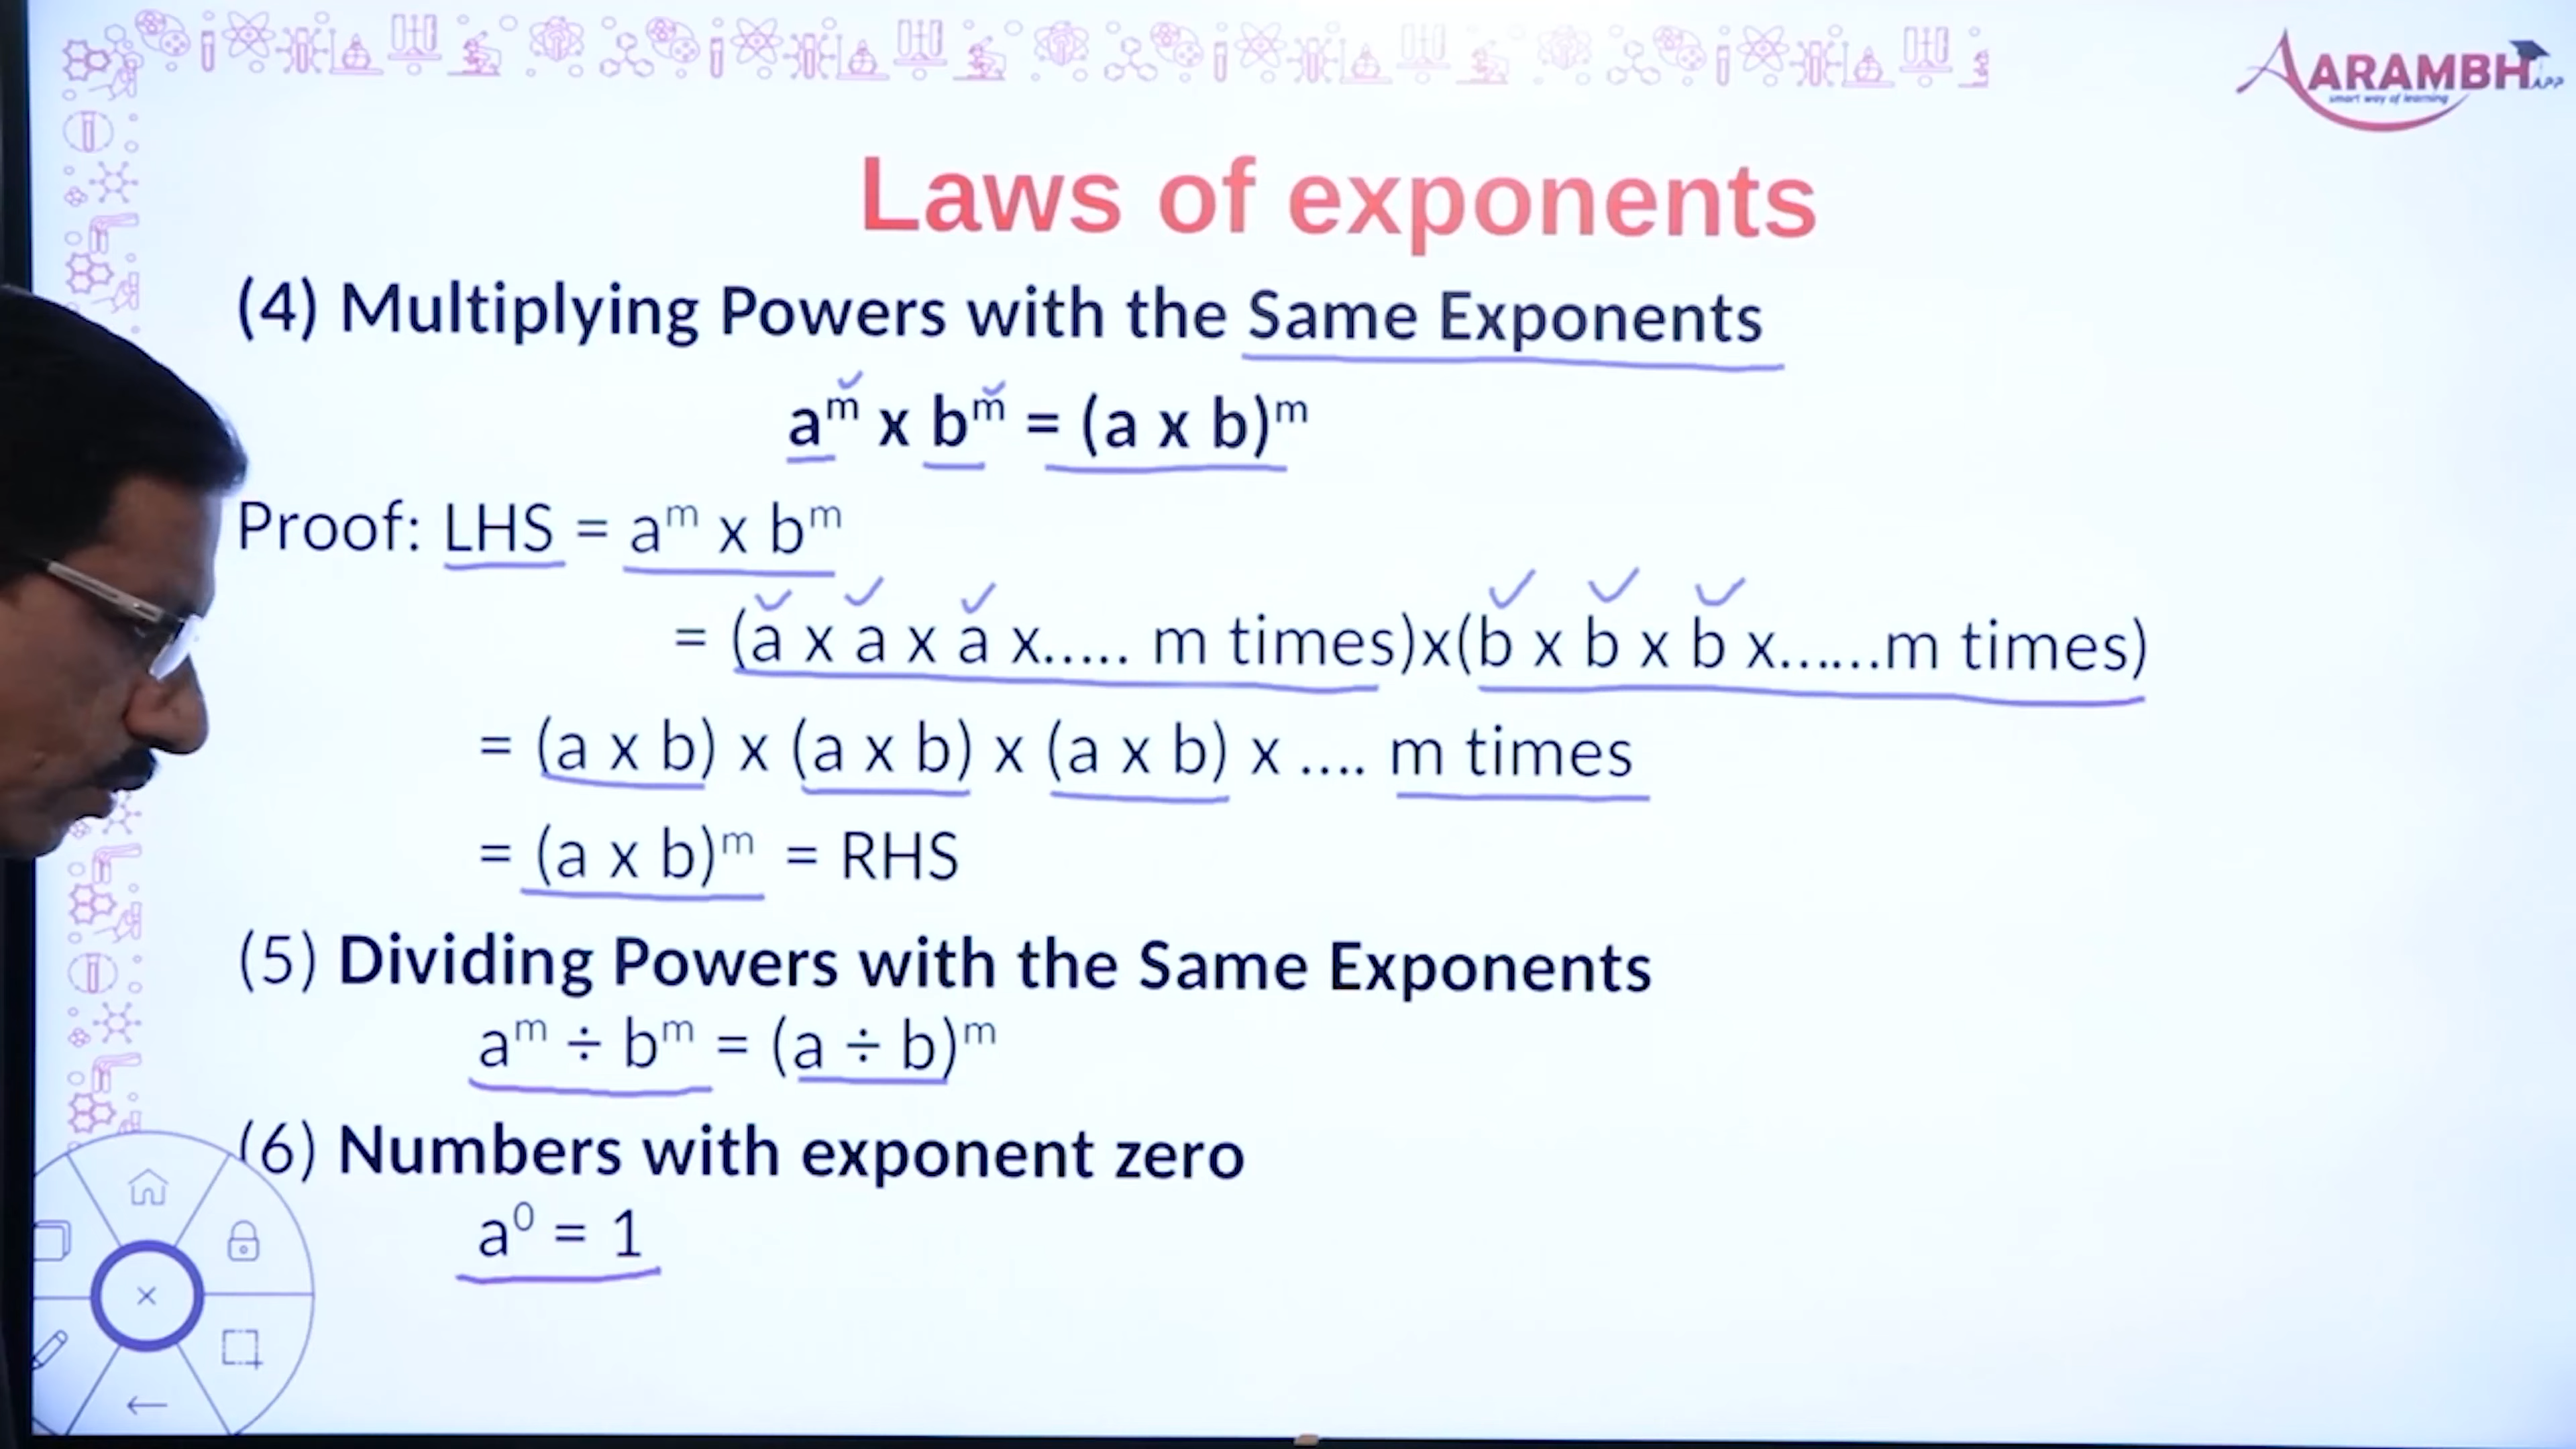 AARAMBH APP
smart way of learning
Laws of exponents
(4) Multiplying Powers with the Same Exponents
aᵐ x bᵐ = (a x b)ᵐ
Proof: LHS = aᵐ x bᵐ
= (a x a x a x..... m times)x(b x b x b x......m times)
= (a x b) x (a x b) x (a x b) x .... m times
= (a x b)ᵐ = RHS
(5) Dividing Powers with the Same Exponents
aᵐ ÷ bᵐ = (a ÷ b)ᵐ
(6) Numbers with exponent zero
a⁰ = 1